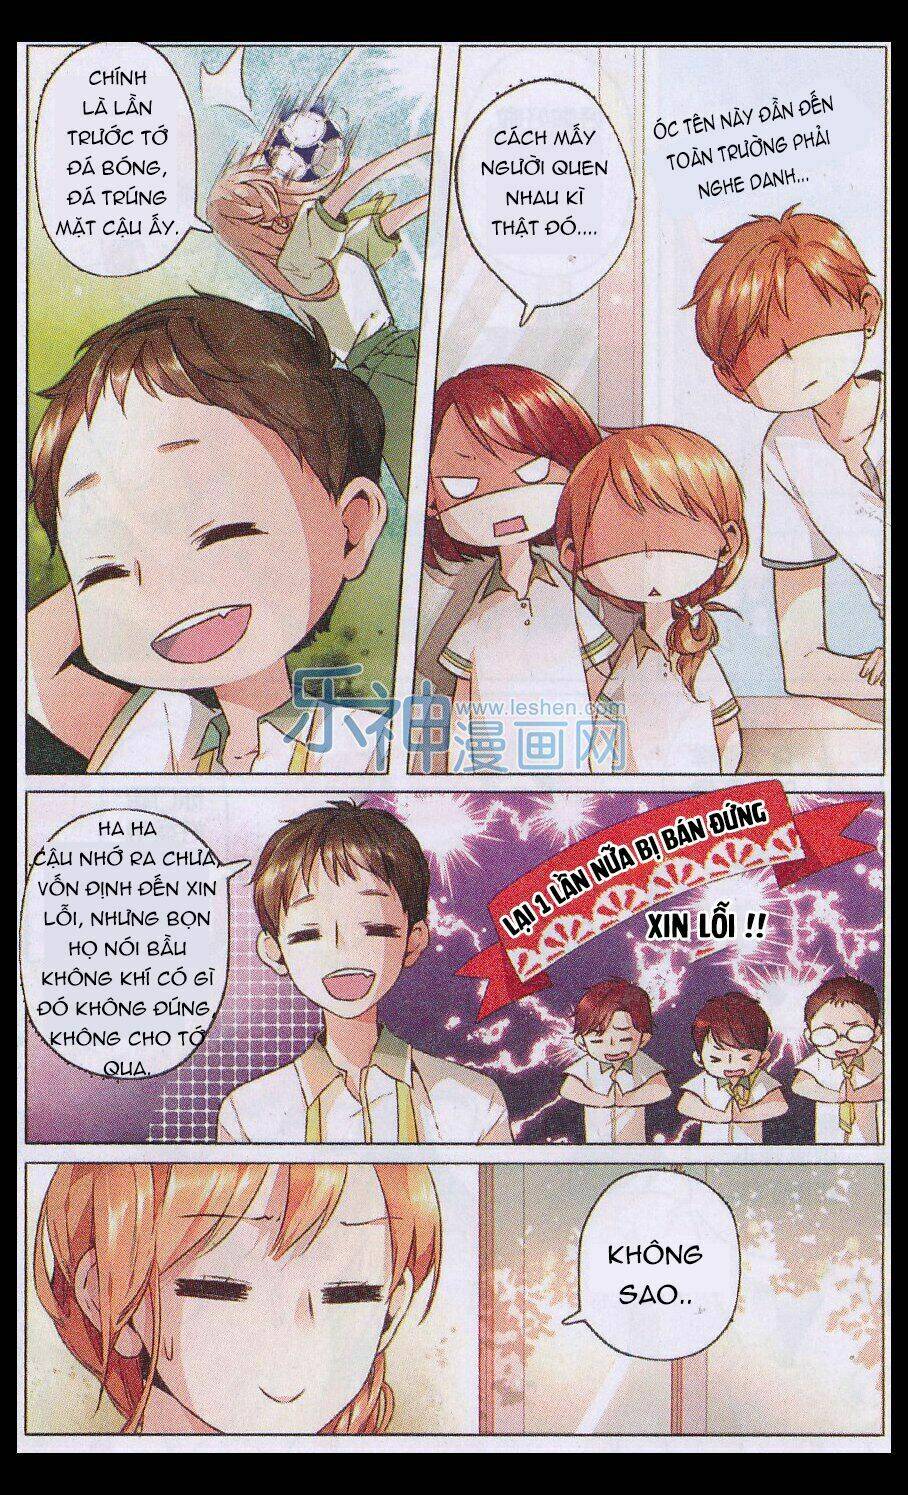 CHÍNH
LÀ LẦN
TRƯỚC TỚ
ĐÁ BÓNG,
ĐÁ TRÚNG
MẶT CẬU ẤY.
CÁCH MẤY
NGƯỜI QUEN
NHAU KÌ
THẬT ĐÓ....
ÓC TÊN NÀY ĐẦN ĐẾN
TOÀN TRƯỜNG PHẢI
NGHE DANH...
乐神漫画网
www.leshen.com
HA HA
CẬU NHỚ RA CHƯA,
VỐN ĐỊNH ĐẾN XIN
LỖI, NHƯNG BỌN
HỌ NÓI BẦU
KHÔNG KHÍ CÓ GÌ
ĐÓ KHÔNG ĐÚNG,
KHÔNG CHO TỚ
QUA.
LẠI 1 LẦN NỮA BỊ BÁN ĐỨNG
XIN LỖI !!
KHÔNG
SAO..